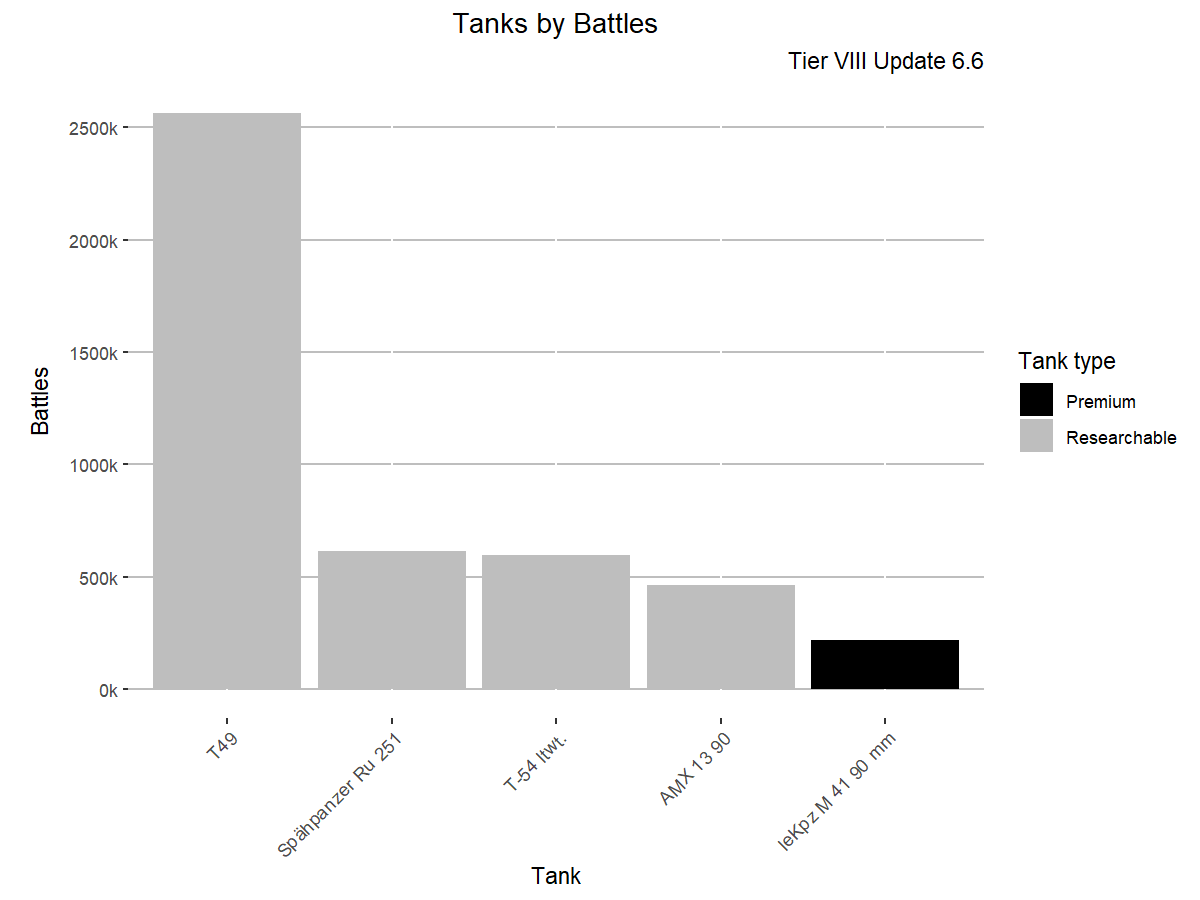 Tanks by Battles
Tier VIII Update 6.6
2500k
2000k
1500k
1000k
500k
0k
Battles
T49
Spähpanzer Ru 251
T-54 ltwt.
AMX 13 90
leKpz M 41 90 mm
Tank
Tank type
Premium
Researchable